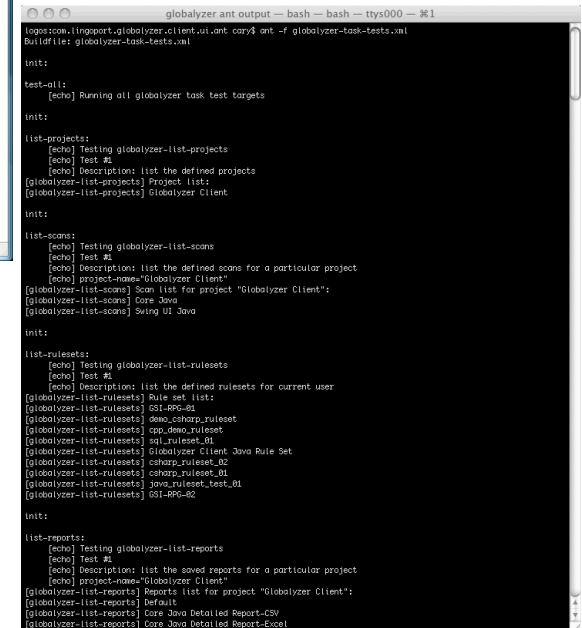 globalyzer ant output — bash — bash — ttys000 — ⌘1
logos:com.lingoport.globalyzer.client.ui.ant cary$ ant -f globalyzer-task-tests.xml
Buildfile: globalyzer-task-tests.xml
init:
test-all:
[echo] Running all globalyzer task test targets
init:
list-projects:
[echo] Testing globalyzer-list-projects
[echo] Test #1
[echo] Description: list the defined projects
[globalyzer-list-projects] Project list:
[globalyzer-list-projects] Globalyzer Client
init:
list-scans:
[echo] Testing globalyzer-list-scans
[echo] Test #1
[echo] Description: list the defined scans for a particular project
[echo] project-name="Globalyzer Client"
[globalyzer-list-scans] Scan list for project "Globalyzer Client":
[globalyzer-list-scans] Core Java
[globalyzer-list-scans] Swing UI Java
init:
list-rulesets:
[echo] Testing globalyzer-list-rulesets
[echo] Test #1
[echo] Description: list the defined rulesets for current user
[globalyzer-list-rulesets] Rule set list:
[globalyzer-list-rulesets] GSI-RPG-01
[globalyzer-list-rulesets] demo_csharp_ruleset
[globalyzer-list-rulesets] cpp_demo_ruleset
[globalyzer-list-rulesets] sql_ruleset_01
[globalyzer-list-rulesets] Globalyzer Client Java Rule Set
[globalyzer-list-rulesets] csharp_ruleset_02
[globalyzer-list-rulesets] csharp_ruleset_01
[globalyzer-list-rulesets] java_ruleset_test_01
[globalyzer-list-rulesets] GSI-RPG-02
init:
list-reports:
[echo] Testing globalyzer-list-reports
[echo] Test #1
[echo] Description: list the saved reports for a particular project
[echo] project-name="Globalyzer Client"
[globalyzer-list-reports] Reports list for project "Globalyzer Client":
[globalyzer-list-reports] Default
[globalyzer-list-reports] Core Java Detailed Report-CSV
[globalyzer-list-reports] Core Java Detailed Report-Excel